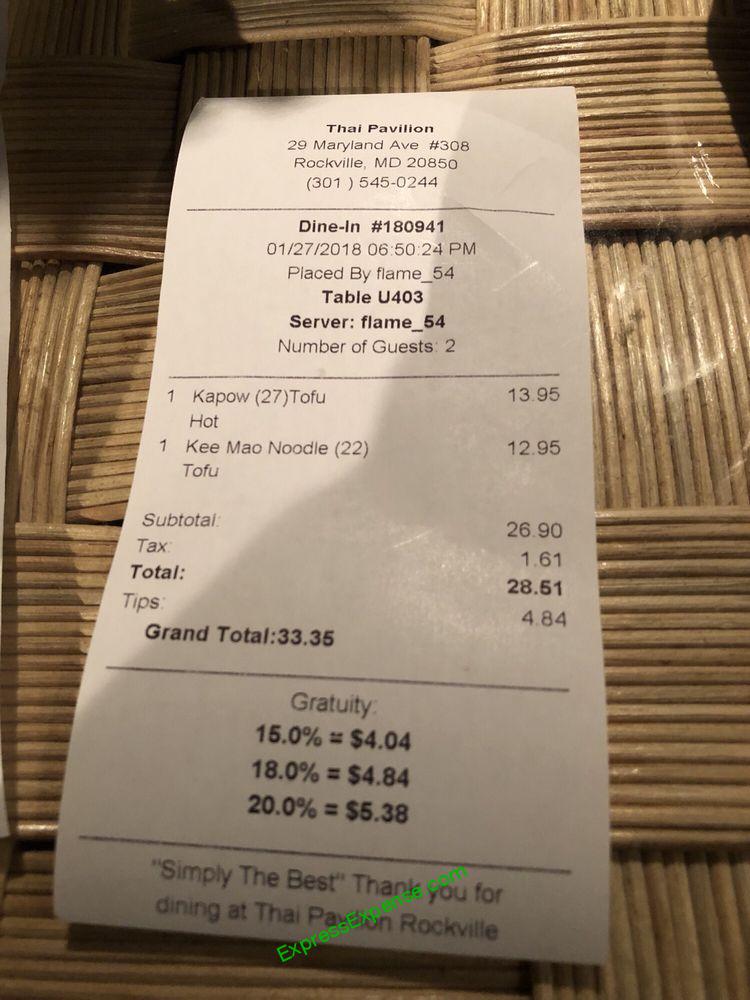 Thai Pavilion
29 Maryland Ave #308
Rockville, MD 20850
(301 ) 545-0244
Dine-In #180941
01/27/2018 06:50:24 PM
Placed By flame_54
Table U403
Server: flame_54
Number of Guests: 2
1 Kapow (27)Tofu 13.95
Hot
1 Kee Mao Noodle (22) 12.95
Tofu
Subtotal: 26.90
Tax: 1.61
Total: 28.51
Tips: 4.84
Grand Total:33.35
Gratuity:
15.0% = $4.04
18.0% = $4.84
20.0% = $5.38
"Simply The Best" Thank you for
dining at Thai Pavilion Rockville
ExpressExpense.com